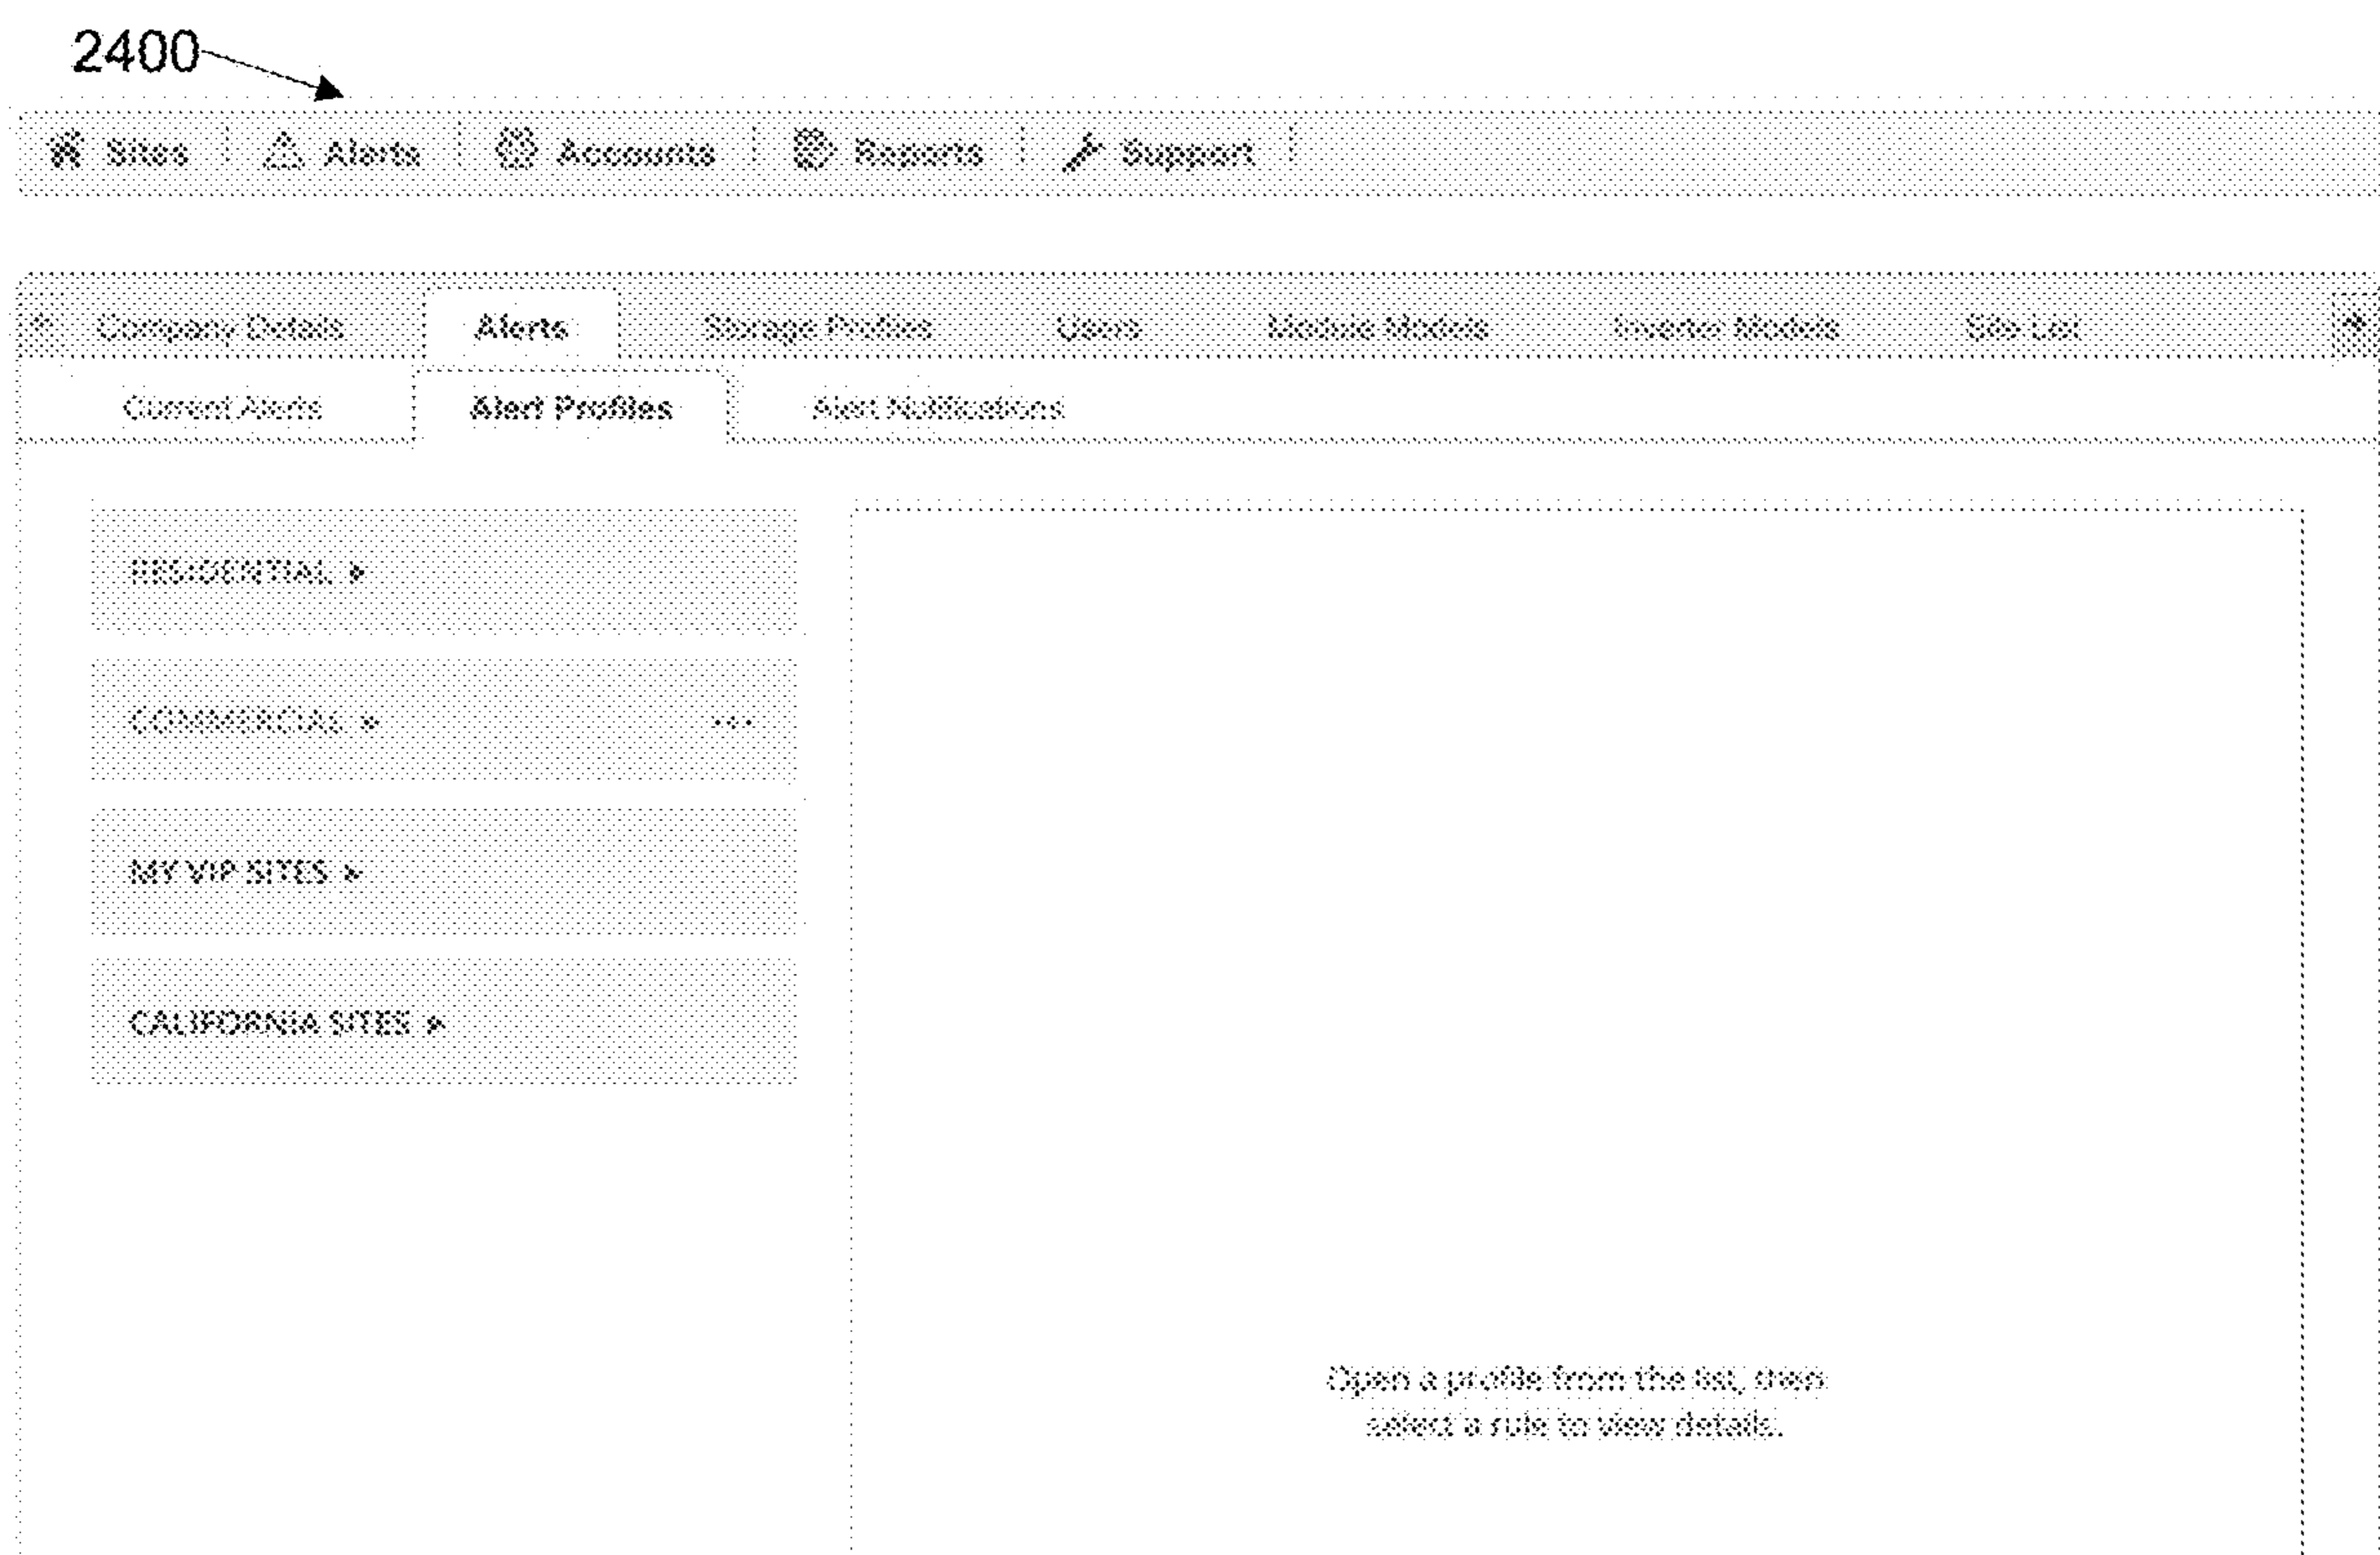 2400
Sites Alerts Accounts Reports Support
Company Details Alerts Storage Profiles Users Module Models Inverter Models Site List
Current Alerts Alert Profiles Alert Notifications
RESIDENTIAL
COMMERCIAL ...
MY VIP SITES
CALIFORNIA SITES
Open a profile from the list, then
select a rule to view details.